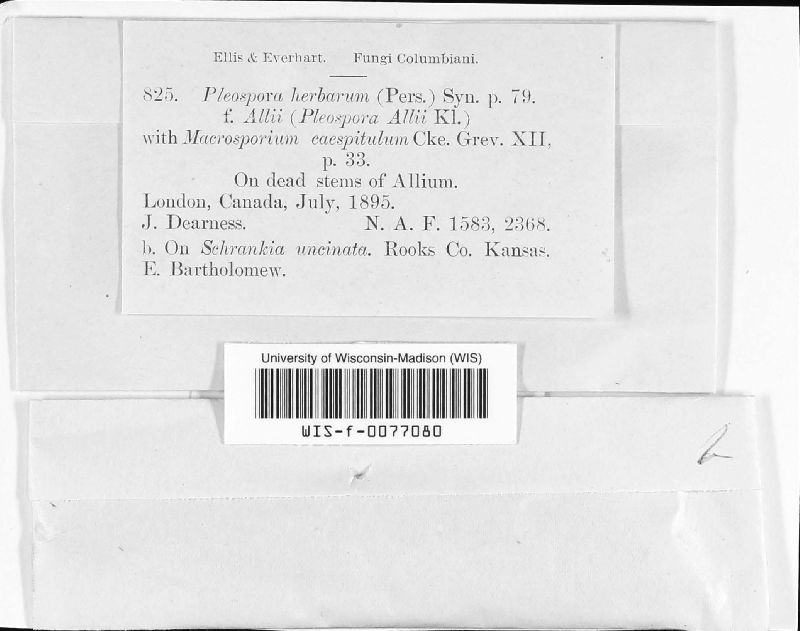 Ellis & Everhart. Fungi Columbiani.
825. Pleospora herbarum (Pers.) Syn. p. 79.
f. Allii (Pleospora Allii Kl.)
with Macrosporium caespitulum Cke. Grev. XII,
p. 33.
On dead stems of Allium.
London, Canada, July, 1895.
J. Dearness. N. A. F. 1583, 2368.
b. On Schrankia uncinata. Rooks Co. Kansas.
E. Bartholomew.
University of Wisconsin-Madison (WIS)
WIS-f-0077080
b